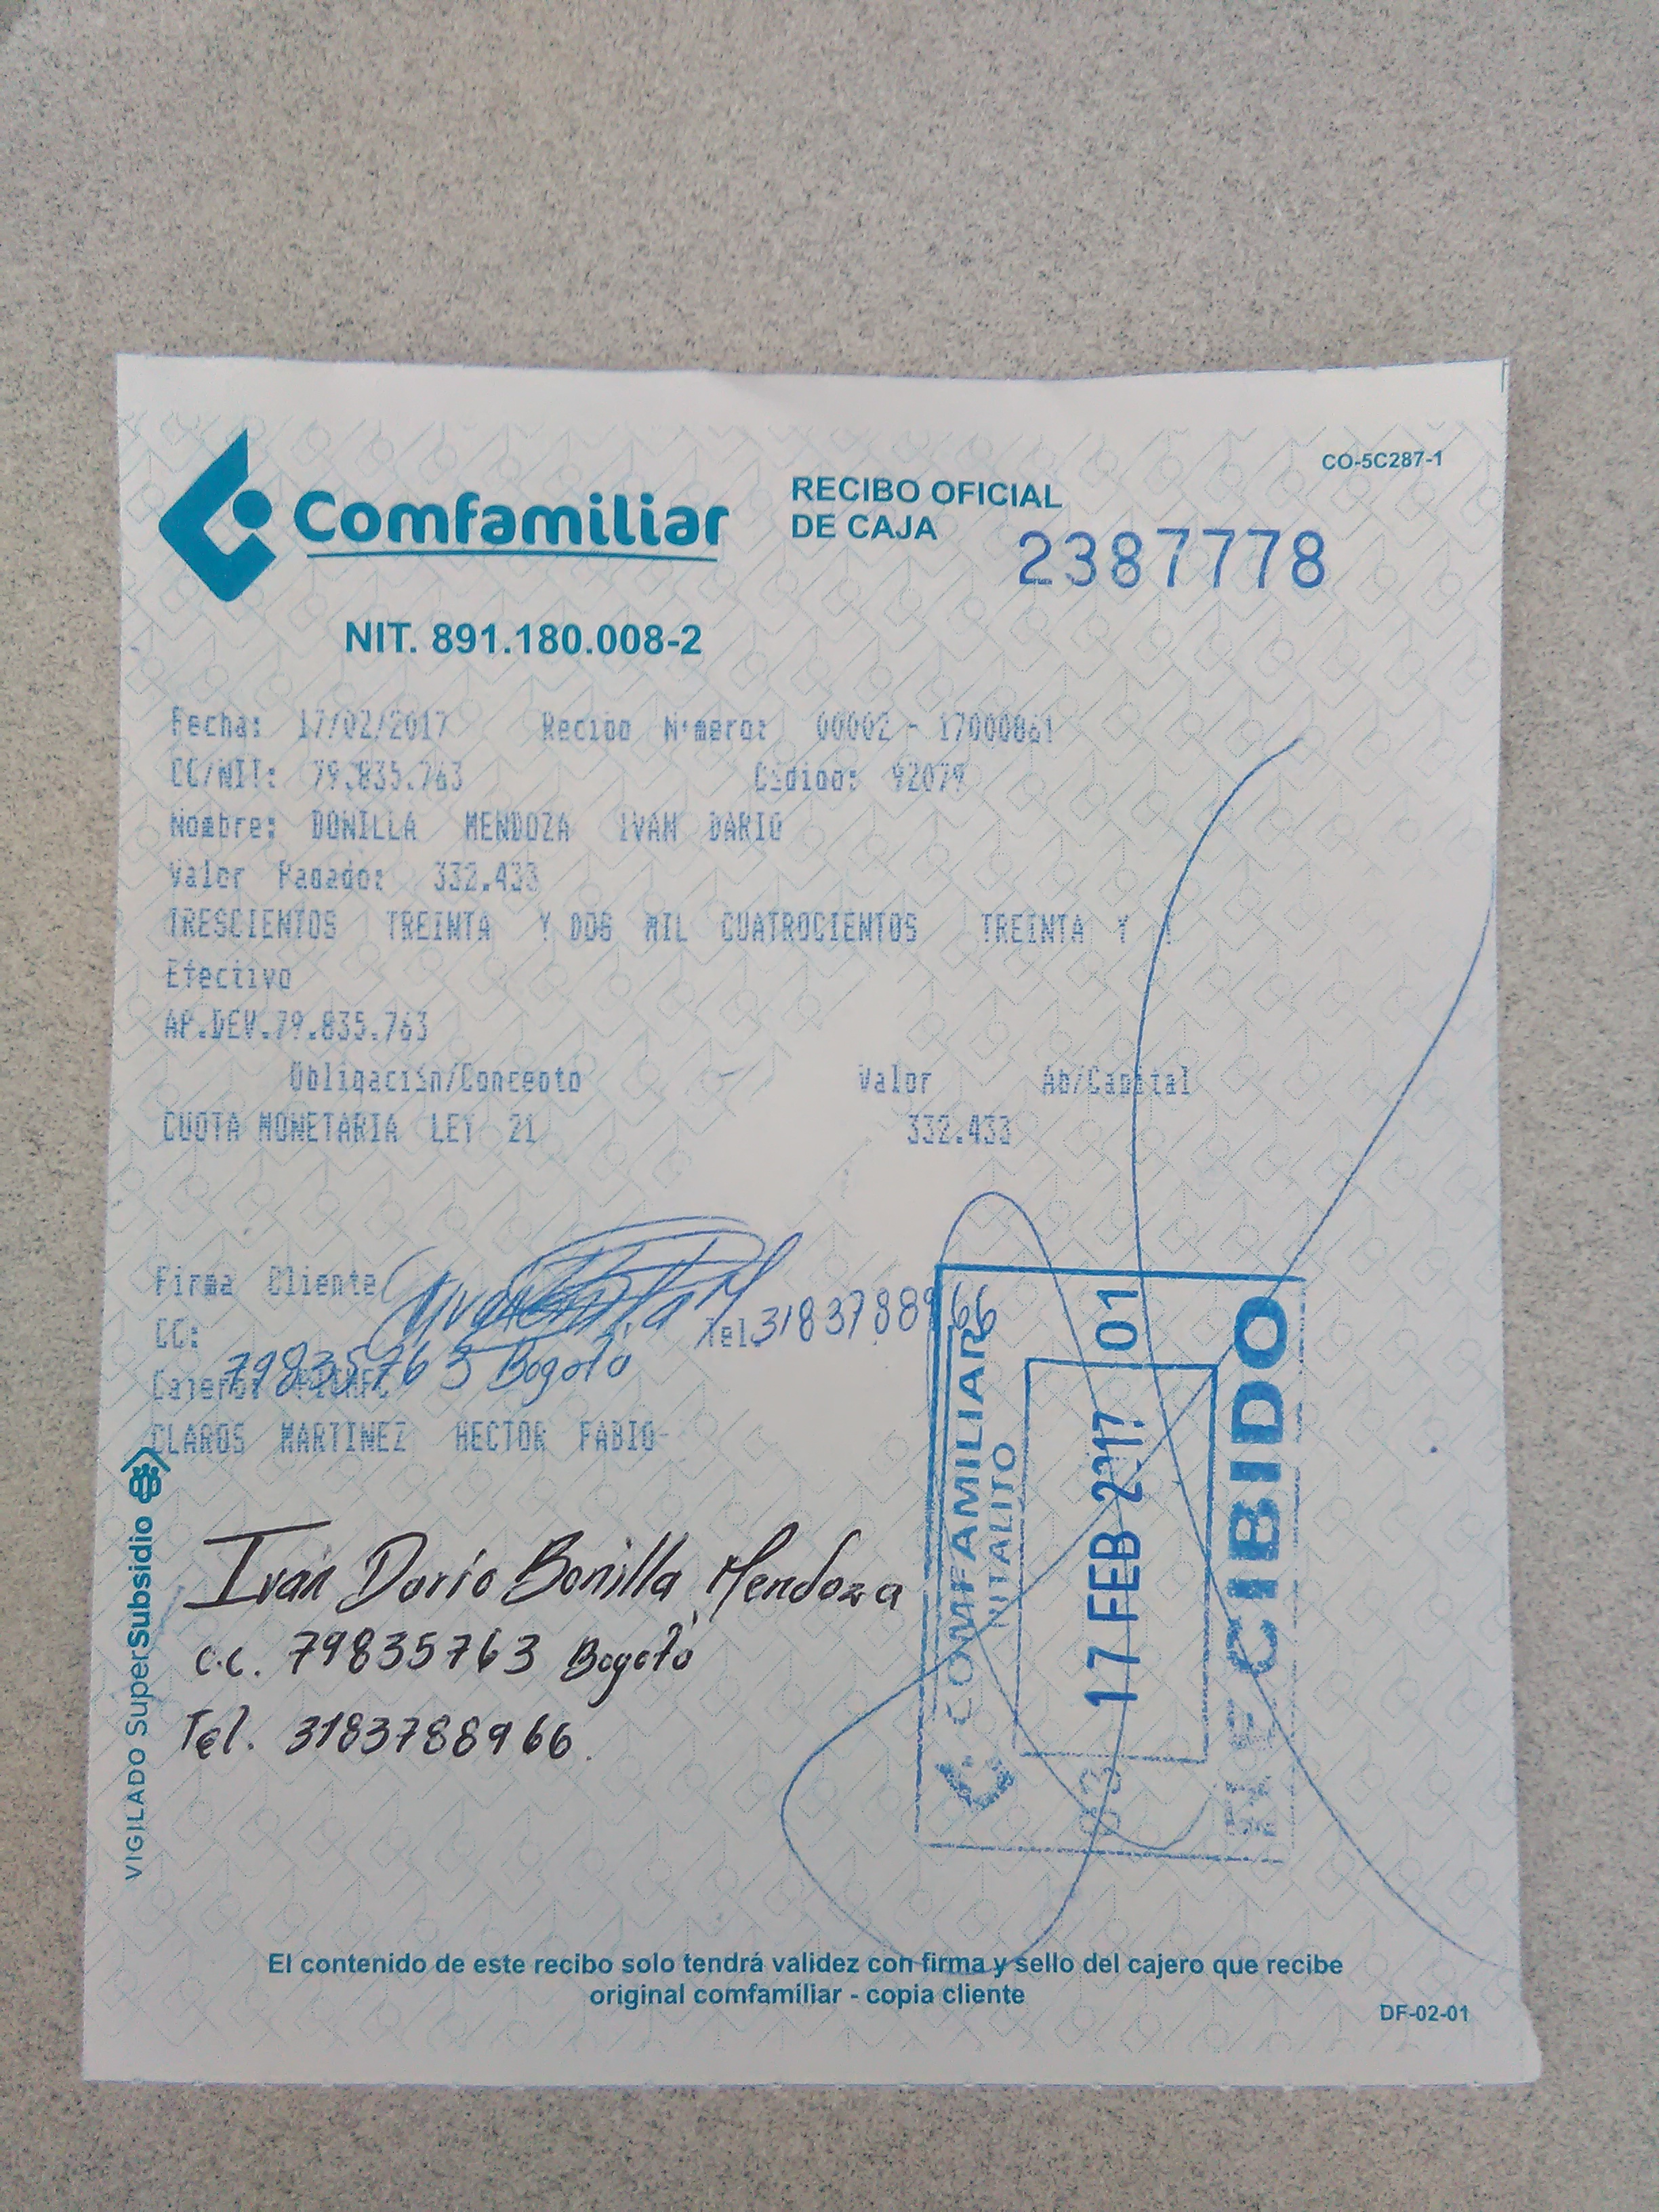 CO-5C287-1
Comfamiliar
RECIBO OFICIAL
DE CAJA
2387778
NIT. 891.180.008-2
Fecha: 17/02/2017 Recibo N·mero: 00002 - 17000861
CC/NIT: 79.835.763 Código: 92079
Nombre: BONILLA MENDOZA IVAN DARIO
Valor Pagado: 332.433
TRESCIENTOS TREINTA Y DOS MIL CUATROCIENTOS TREINTA Y
Efectivo
AP.DEV.79.835.763
Obligación/Concepto Valor Ab/Capital
CUOTA MONETARIA LEY 21 332.433
Firma Cliente
CC: Tel. 3183788966
79835763 Bogotá
Cajero:
CLAROS MARTINEZ HECTOR FABIO-
Iván Darío Bonilla Mendoza
c.c. 79835763 Bogotá
Tel. 3183788966.
COMFAMILIAR
PITALITO
01
17 FEB 2017
03
RECIBIDO
VIGILADO SuperSubsidio
El contenido de este recibo solo tendrá validez con firma y sello del cajero que recibe
original comfamiliar - copia cliente
DF-02-01